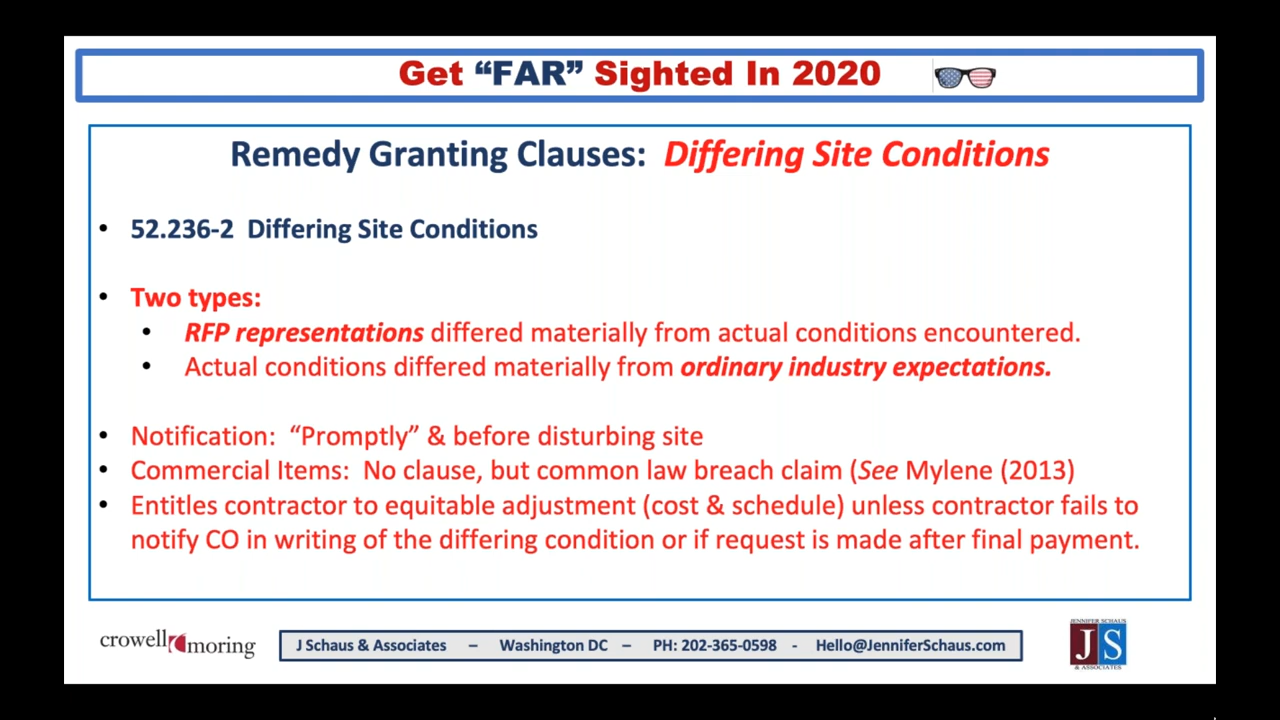 Get “FAR” Sighted In 2020
Remedy Granting Clauses: Differing Site Conditions
• 52.236-2 Differing Site Conditions
• Two types:
• RFP representations differed materially from actual conditions encountered.
• Actual conditions differed materially from ordinary industry expectations.
• Notification: “Promptly” & before disturbing site
• Commercial Items: No clause, but common law breach claim (See Mylene (2013)
• Entitles contractor to equitable adjustment (cost & schedule) unless contractor fails to
notify CO in writing of the differing condition or if request is made after final payment.
crowell moring
J Schaus & Associates – Washington DC – PH: 202-365-0598 - Hello@JenniferSchaus.com
JENNIFER SCHAUS
JS
& ASSOCIATES